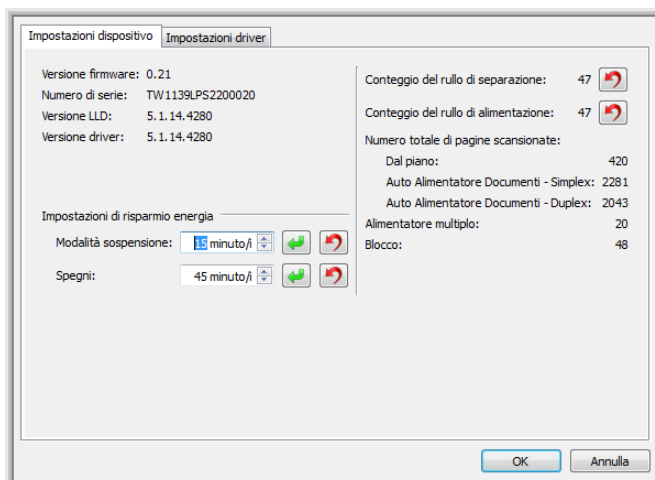 Impostazioni dispositivo
Impostazioni driver
Versione firmware: 0.21
Numero di serie: TW1139LPS2200020
Versione LLD: 5.1.14.4280
Versione driver: 5.1.14.4280
Impostazioni di risparmio energia
Modalità sospensione: 15 minuto/i
Spegni: 45 minuto/i
Conteggio del rullo di separazione: 47
Conteggio del rullo di alimentazione: 47
Numero totale di pagine scansionate:
Dal piano: 420
Auto Alimentatore Documenti - Simplex: 2281
Auto Alimentatore Documenti - Duplex: 2043
Alimentatore multiplo: 20
Blocco: 48
OK
Annulla